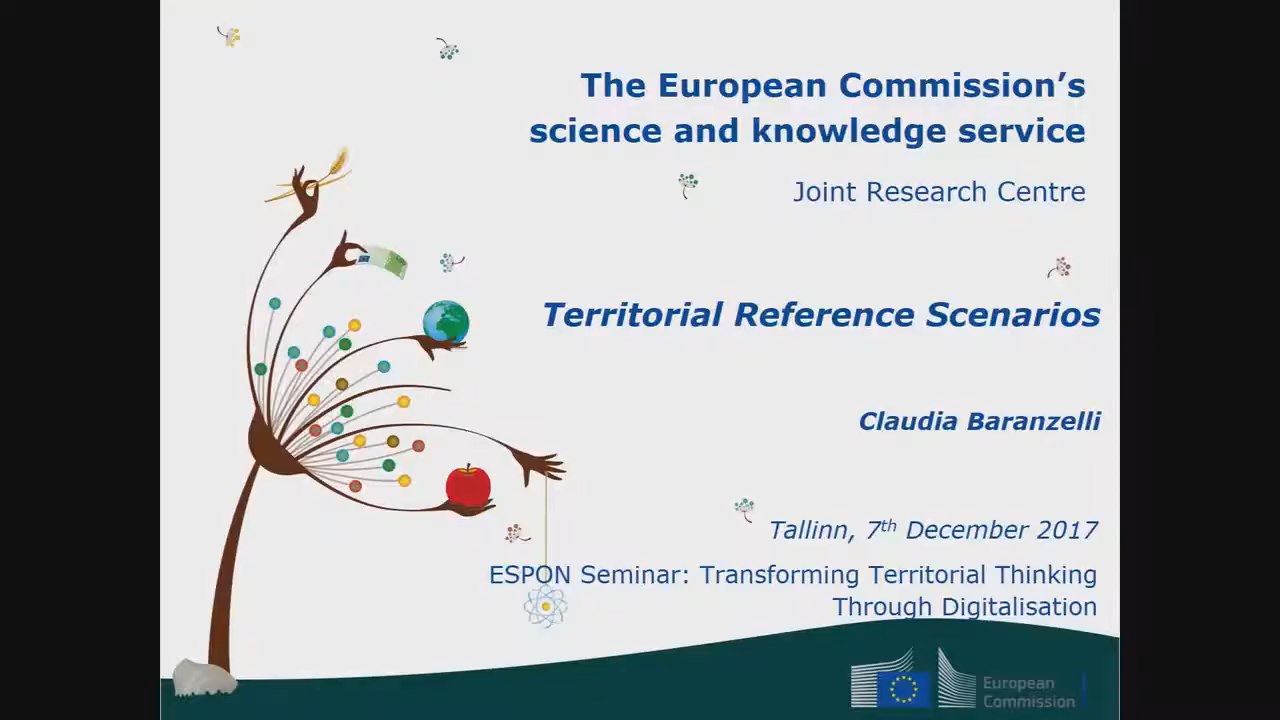 The European Commission’s
science and knowledge service
Joint Research Centre
Territorial Reference Scenarios
Claudia Baranzelli
Tallinn, 7th December 2017
ESPON Seminar: Transforming Territorial Thinking
Through Digitalisation
European
Commission